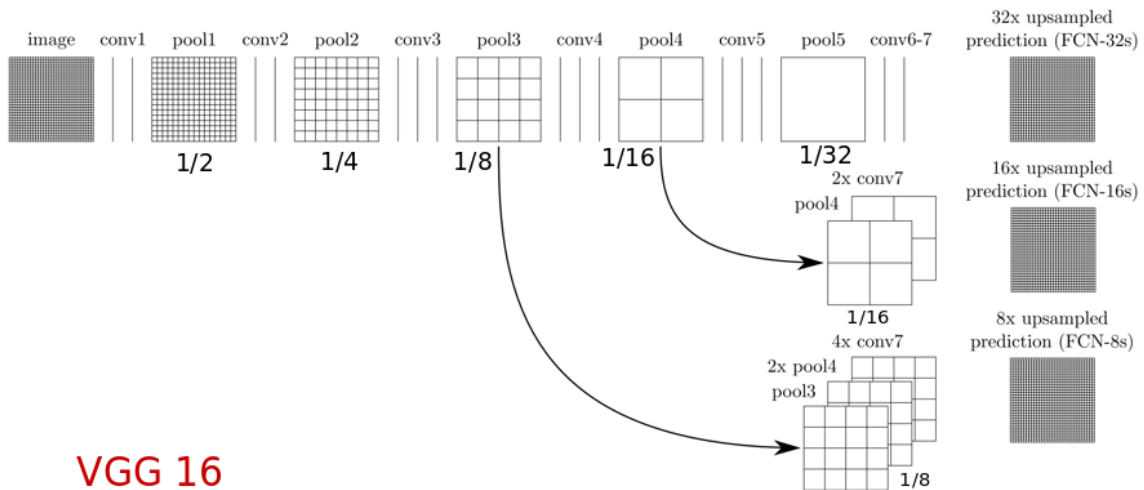 32x upsampled
image conv1 pool1 conv2 pool2 conv3 pool3 conv4 pool4 conv5 pool5 conv6-7 prediction (FCN-32s)
1/2 1/4 1/8 1/16 1/32
16x upsampled
2x conv7 prediction (FCN-16s)
pool4
1/16
8x upsampled
4x conv7 prediction (FCN-8s)
2x pool4
pool3
VGG 16
1/8